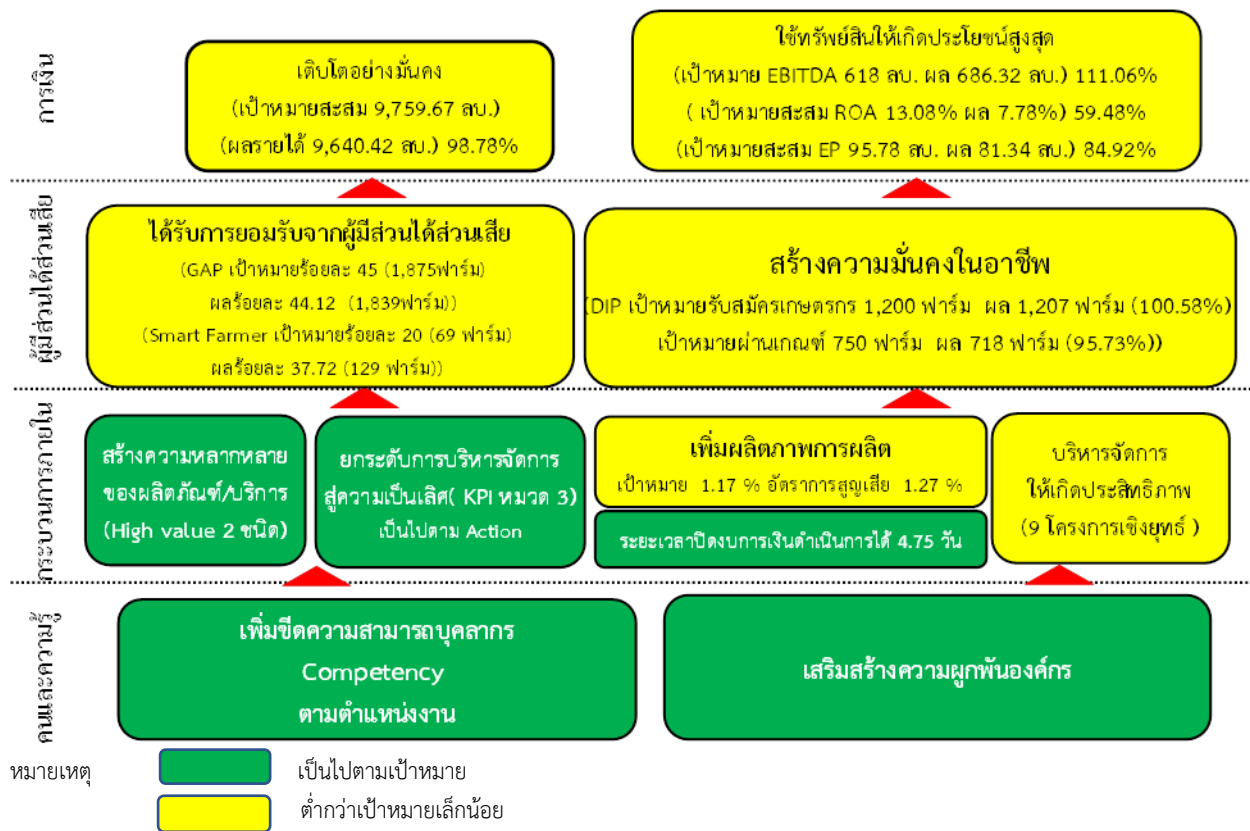 การเงิน
เติบโตอย่างมั่นคง
(เป้าหมายสะสม 9,759.67 ลบ.)
(ผลรายได้ 9,640.42 ลบ.) 98.78%
ใช้ทรัพย์สินให้เกิดประโยชน์สูงสุด
(เป้าหมาย EBITDA 618 ลบ. ผล 686.32 ลบ.) 111.06%
( เป้าหมายสะสม ROA 13.08% ผล 7.78%) 59.48%
(เป้าหมายสะสม EP 95.78 ลบ. ผล 81.34 ลบ.) 84.92%
ผู้มีส่วนได้ส่วนเสีย
ได้รับการยอมรับจากผู้มีส่วนได้ส่วนเสีย
(GAP เป้าหมายร้อยละ 45 (1,875ฟาร์ม)
ผลร้อยละ 44.12 (1,839ฟาร์ม))
(Smart Farmer เป้าหมายร้อยละ 20 (69 ฟาร์ม)
ผลร้อยละ 37.72 (129 ฟาร์ม))
สร้างความมั่นคงในอาชีพ
(DIP เป้าหมายรับสมัครเกษตรกร 1,200 ฟาร์ม ผล 1,207 ฟาร์ม (100.58%)
เป้าหมายผ่านเกณฑ์ 750 ฟาร์ม ผล 718 ฟาร์ม (95.73%))
กระบวนการภายใน
สร้างความหลากหลาย
ของผลิตภัณฑ์/บริการ
(High value 2 ชนิด)
ยกระดับการบริหารจัดการ
สู่ความเป็นเลิศ( KPI หมวด 3)
เป็นไปตาม Action
เพิ่มผลิตภาพการผลิต
เป้าหมาย 1.17 % อัตราการสูญเสีย 1.27 %
ระยะเวลาปิดงบการเงินดำเนินการได้ 4.75 วัน
บริหารจัดการ
ให้เกิดประสิทธิภาพ
(9 โครงการเชิงยุทธ์ )
คนและความรู้
เพิ่มขีดความสามารถบุคลากร
Competency
ตามตำแหน่งงาน
เสริมสร้างความผูกพันองค์กร
หมายเหตุ
เป็นไปตามเป้าหมาย
ต่ำกว่าเป้าหมายเล็กน้อย